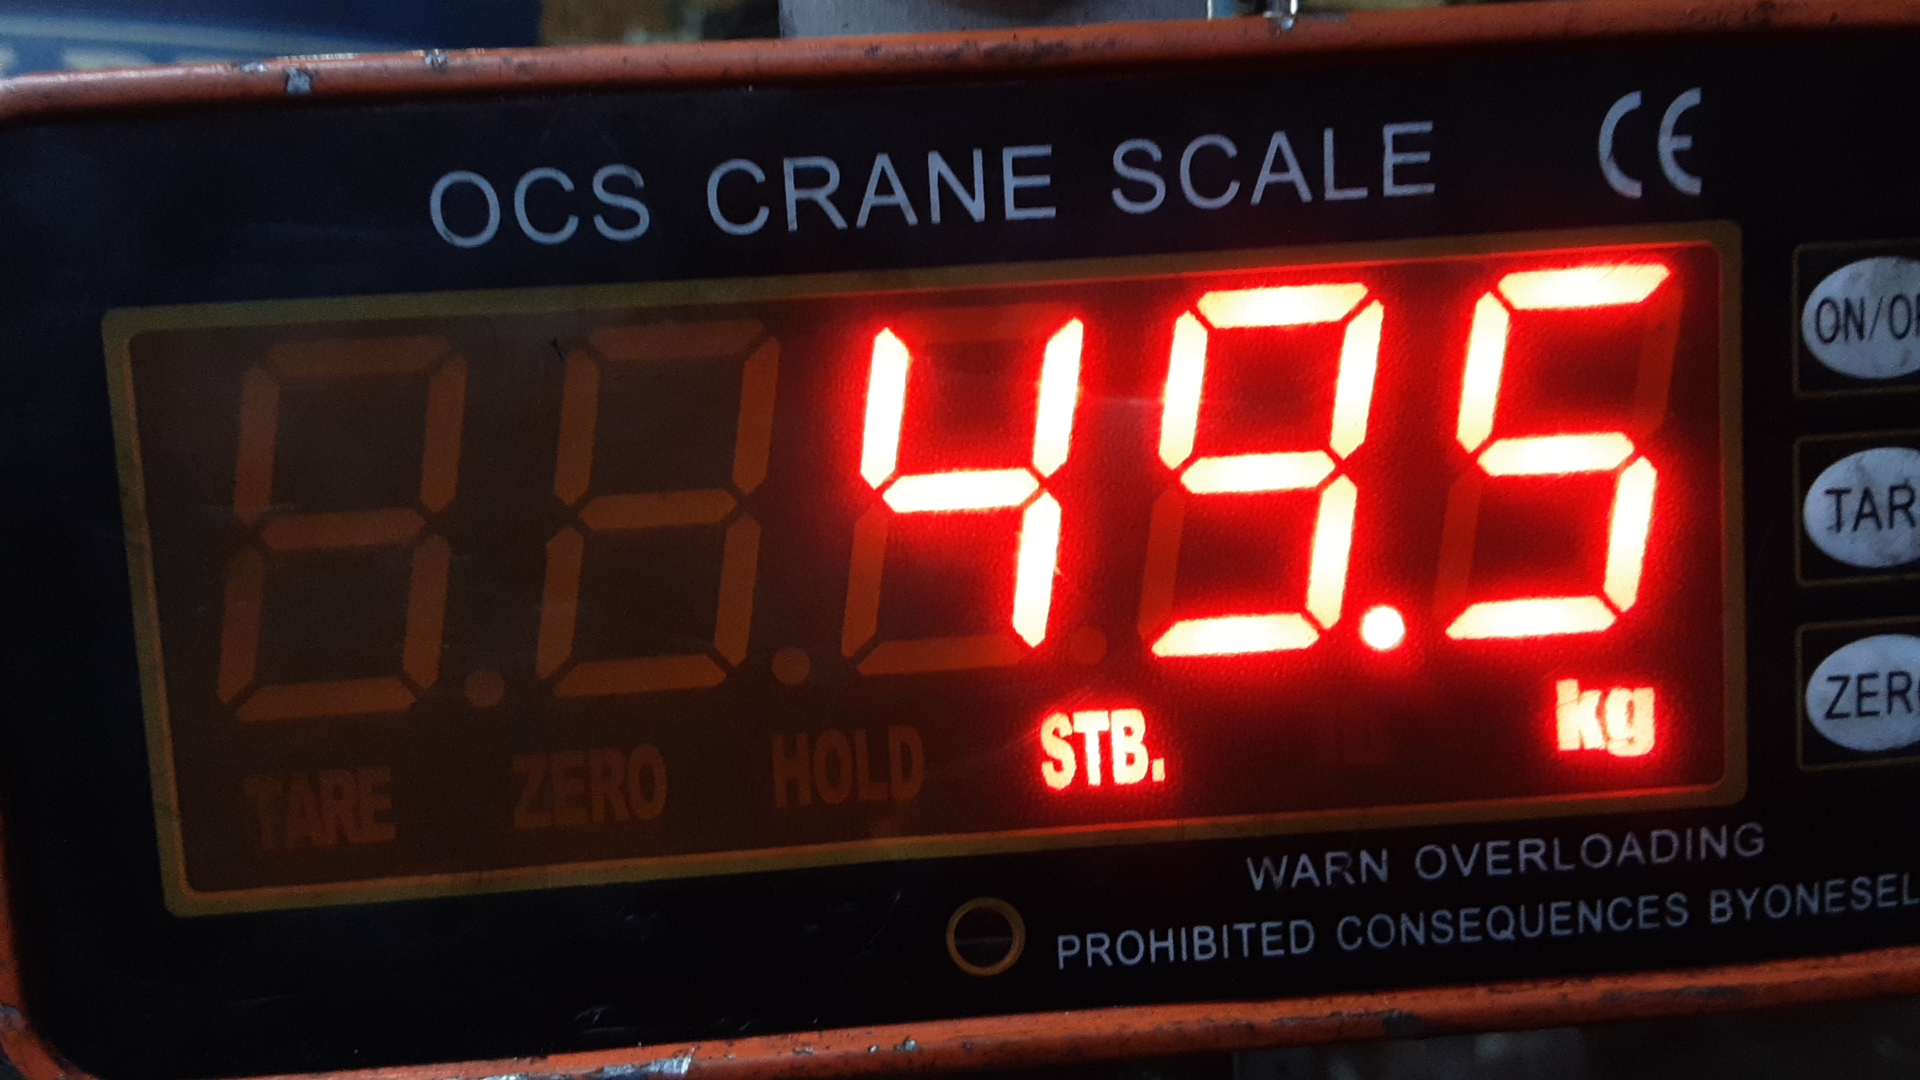 OCS CRANE SCALE CE
49.5
TARE ZERO HOLD STB. kg
WARN OVERLOADING
PROHIBITED CONSEQUENCES BYONESEL
ON/O
TAR
ZER